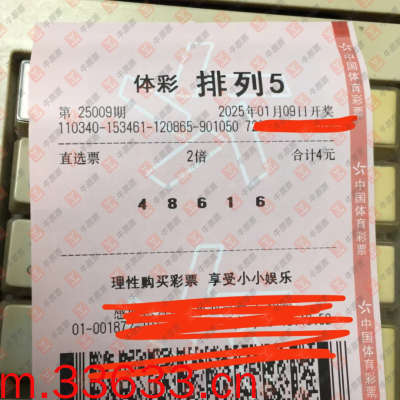 体彩 排列5
第 25009期 2025年01月09日开奖
110340-153461-120865-901050
直选票 2倍 合计4元
4 8 6 1 6
理性购买彩票 享受小小娱乐
中国体育彩票
中国体育彩票
m.33633.cn